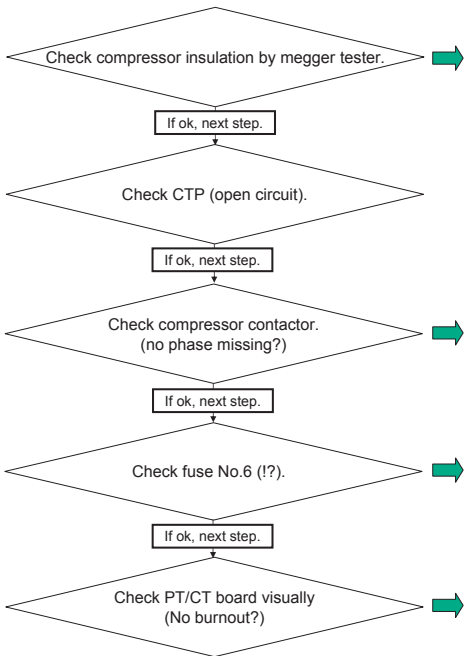 Check compressor insulation by megger tester.
If ok, next step.
Check CTP (open circuit).
If ok, next step.
Check compressor contactor.
(no phase missing?)
If ok, next step.
Check fuse No.6 (!?).
If ok, next step.
Check PT/CT board visually
(No burnout?)